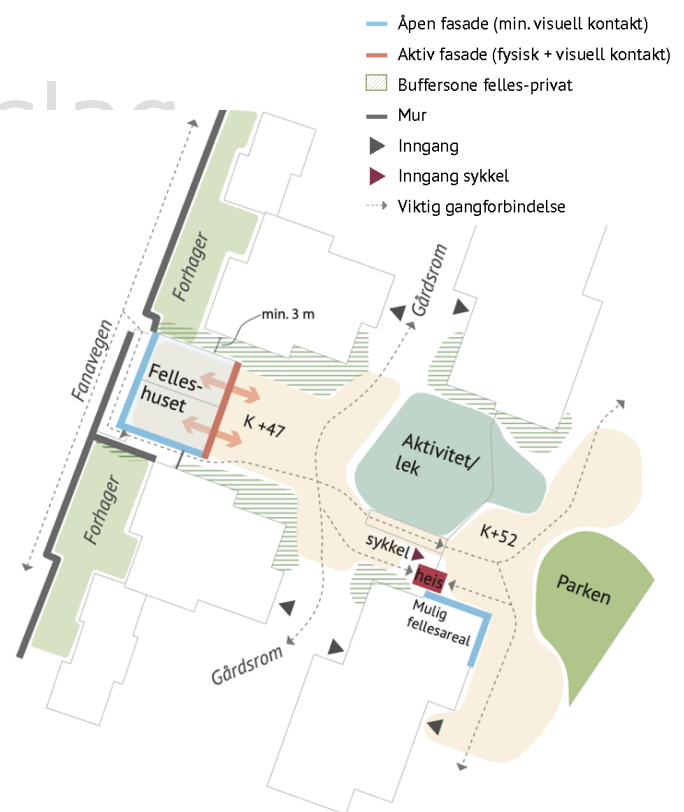 Åpen fasade (min. visuell kontakt)
Aktiv fasade (fysisk + visuell kontakt)
Buffersone felles-privat
Mur
Inngang
Inngang sykkel
Viktig gangforbindelse
slag
Forhager
Gårdsrom
min. 3 m
Fanavegen
Felles-
huset
K +47
Aktivitet/
lek
Forhager
K+52
sykkel
heis
Parken
Mulig
fellesareal
Gårdsrom